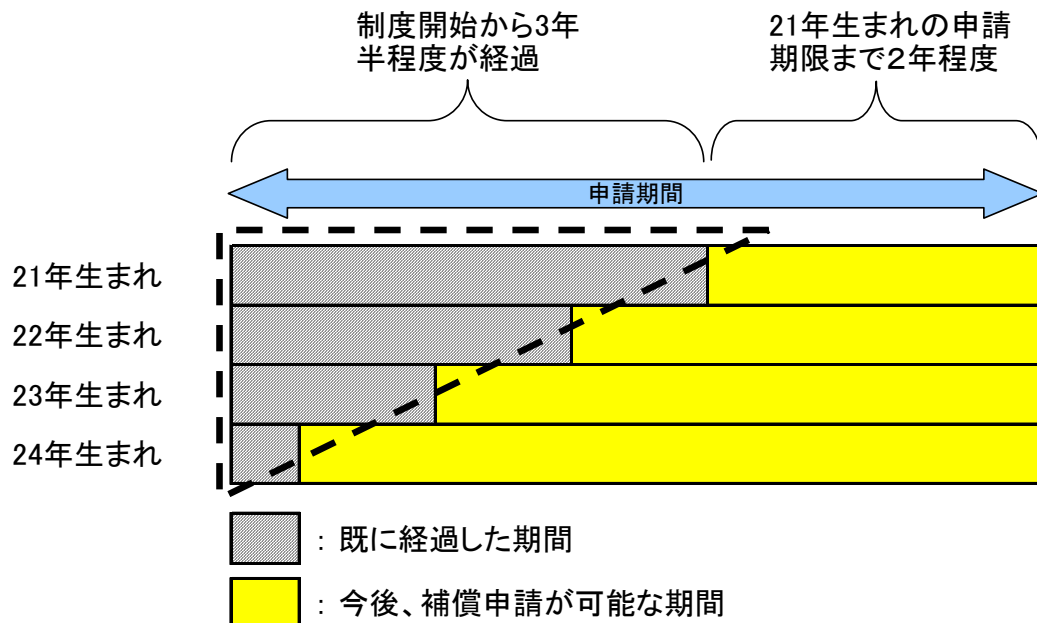 制度開始から3年
半程度が経過
21年生まれの申請
期限まで２年程度
申請期間
21年生まれ
22年生まれ
23年生まれ
24年生まれ
：既に経過した期間
：今後、補償申請が可能な期間